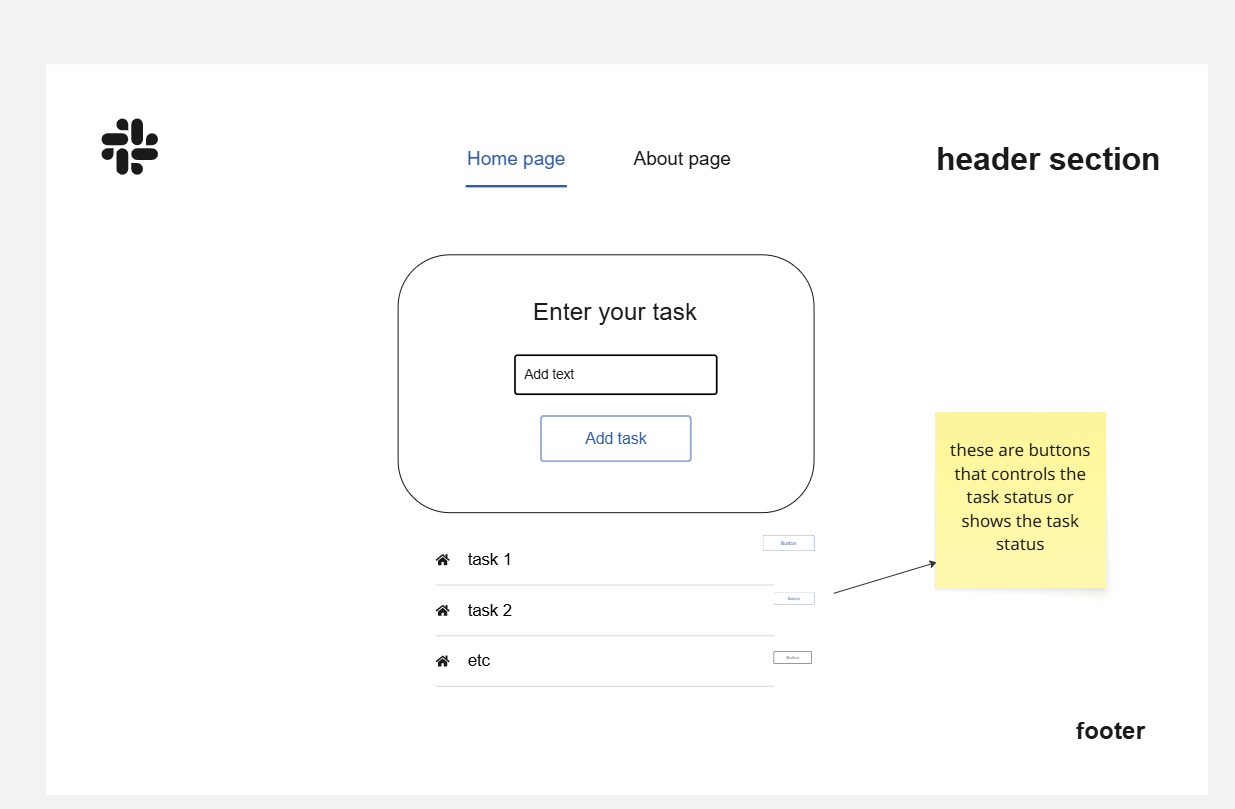 Home page
About page
header section
Enter your task
Add text
Add task
Button
task 1
these are buttons
that controls the
task status or
shows the task
status
Button
task 2
Button
etc
footer